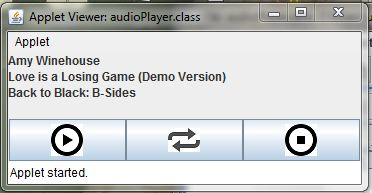 Applet Viewer: audioPlayer.class
Applet
Amy Winehouse
Love is a Losing Game (Demo Version)
Back to Black: B-Sides
Applet started.